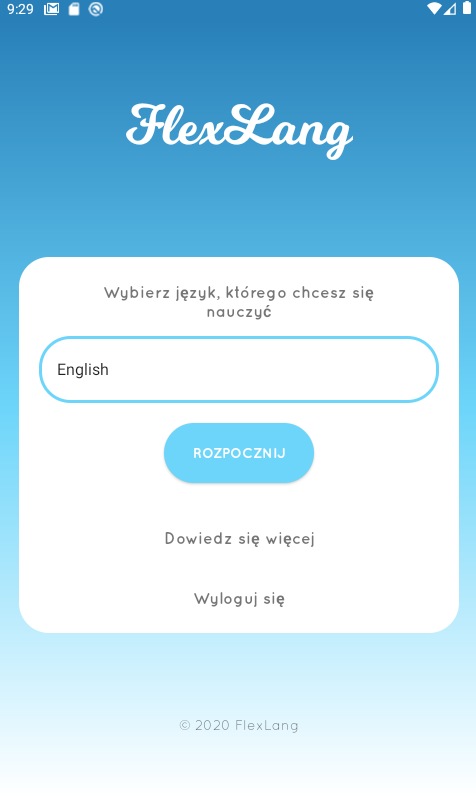 9:29
FlexLang
Wybierz język, którego chcesz się
nauczyć
English
ROZPOCZNIJ
Dowiedz się więcej
Wyloguj się
© 2020 FlexLang